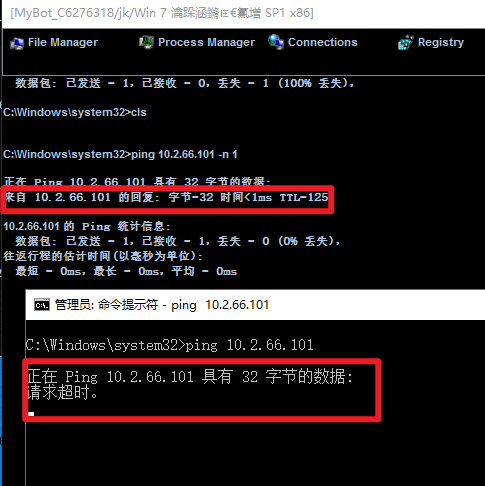 [MyBot_C6276318/jk/Win 7 瀹跺涵鏅€氱増 SP1 x86]
File Manager Process Manager Connections Registry
数据包: 已发送 = 1，已接收 = 0，丢失 = 1 (100% 丢失)，
C:\Windows\system32>cls
C:\Windows\system32>ping 10.2.66.101 -n 1
正在 Ping 10.2.66.101 具有 32 字节的数据:
来自 10.2.66.101 的回复: 字节=32 时间<1ms TTL=125
10.2.66.101 的 Ping 统计信息:
数据包: 已发送 = 1，已接收 = 1，丢失 = 0 (0% 丢失)，
往返行程的估计时间(以毫秒为单位):
最短 = 0ms，最长 = 0ms，平均 = 0ms
管理员: 命令提示符 - ping 10.2.66.101
C:\Windows\system32>ping 10.2.66.101
正在 Ping 10.2.66.101 具有 32 字节的数据:
请求超时。